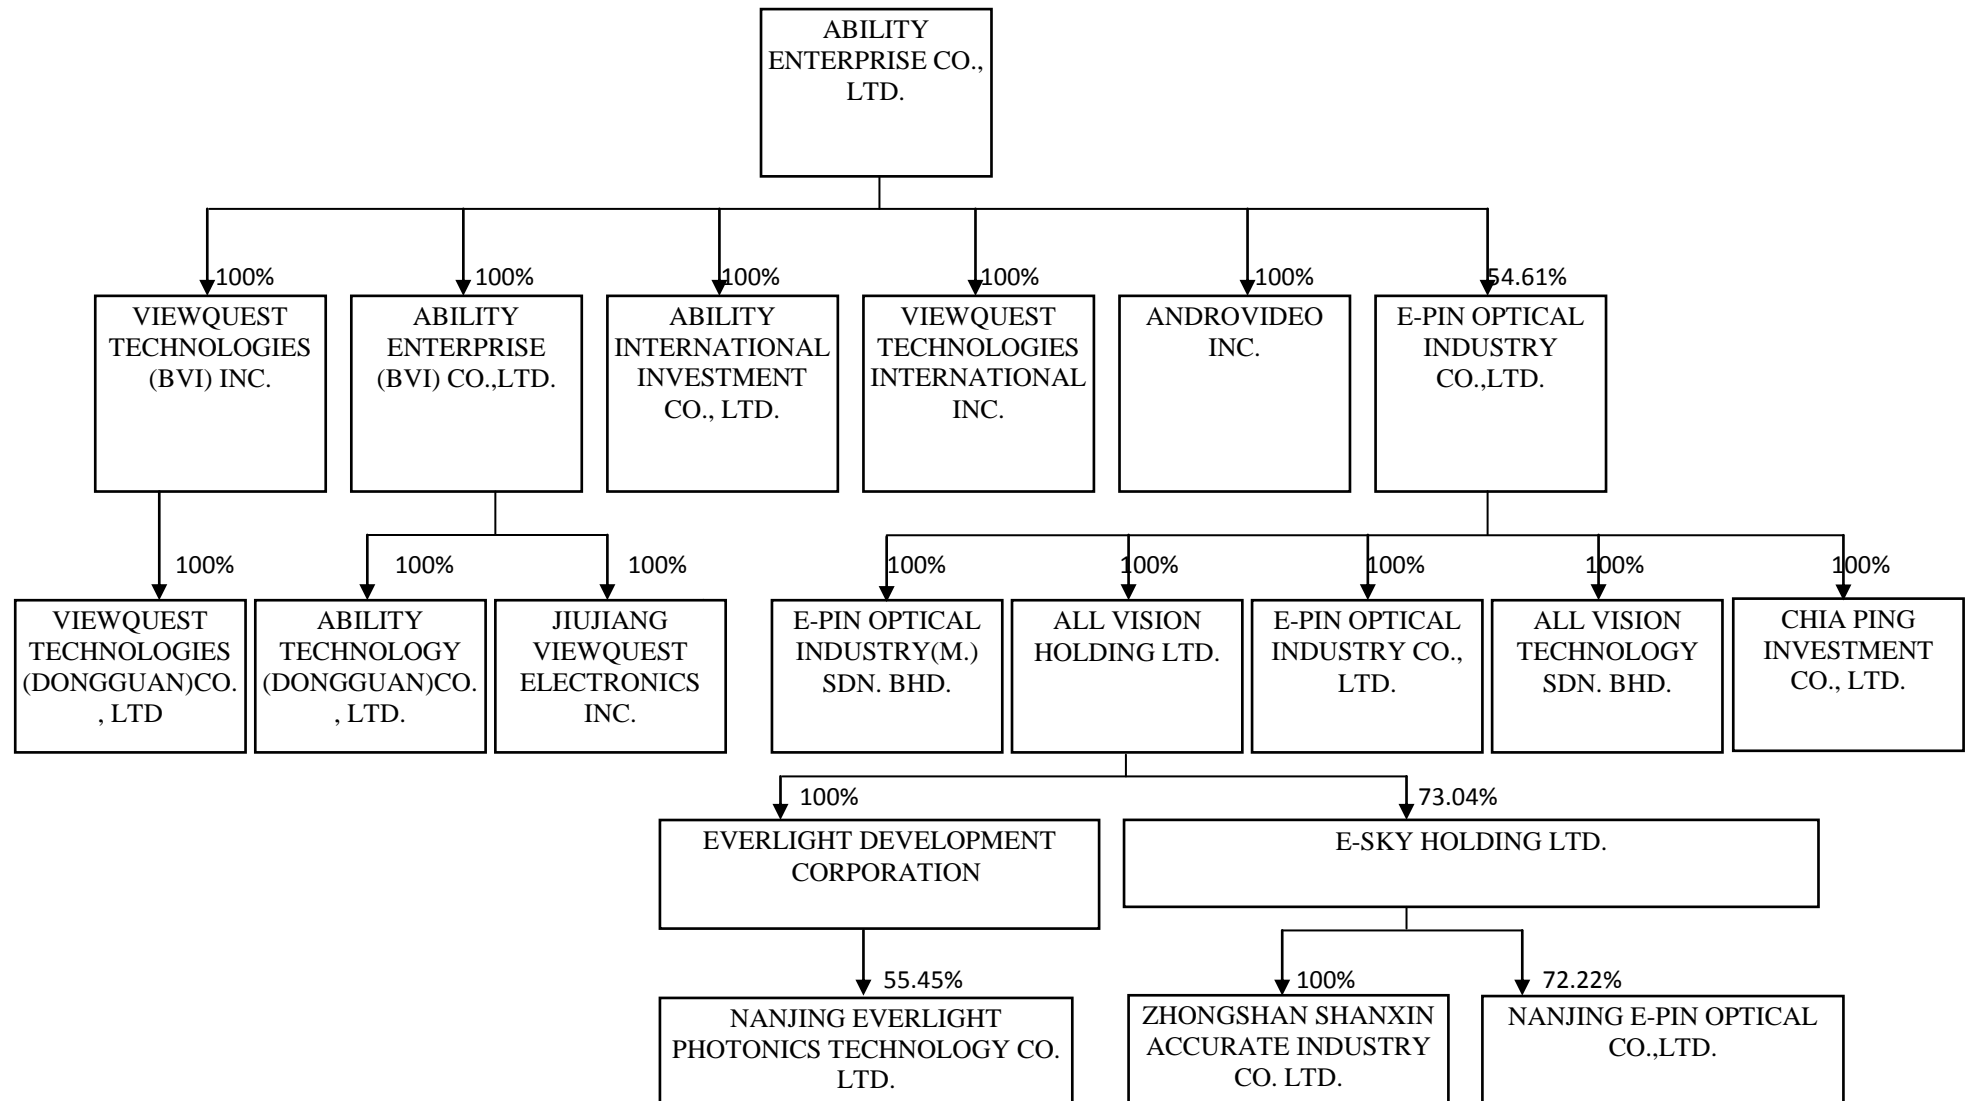 ABILITY
ENTERPRISE CO.,
LTD.
100%
100%
100%
100%
100%
54.61%
VIEWQUEST
TECHNOLOGIES
(BVI) INC.
ABILITY
ENTERPRISE
(BVI) CO.,LTD.
ABILITY
INTERNATIONAL
INVESTMENT
CO., LTD.
VIEWQUEST
TECHNOLOGIES
INTERNATIONAL
INC.
ANDROVIDEO
INC.
E-PIN OPTICAL
INDUSTRY
CO.,LTD.
100%
100%
100%
100%
100%
100%
100%
100%
VIEWQUEST
TECHNOLOGIES
(DONGGUAN)CO.
, LTD
ABILITY
TECHNOLOGY
(DONGGUAN)CO.
, LTD.
JIUJIANG
VIEWQUEST
ELECTRONICS
INC.
E-PIN OPTICAL
INDUSTRY(M.)
SDN. BHD.
ALL VISION
HOLDING LTD.
E-PIN OPTICAL
INDUSTRY CO.,
LTD.
ALL VISION
TECHNOLOGY
SDN. BHD.
CHIA PING
INVESTMENT
CO., LTD.
100%
73.04%
EVERLIGHT DEVELOPMENT
CORPORATION
E-SKY HOLDING LTD.
55.45%
100%
72.22%
NANJING EVERLIGHT
PHOTONICS TECHNOLOGY CO.
LTD.
ZHONGSHAN SHANXIN
ACCURATE INDUSTRY
CO. LTD.
NANJING E-PIN OPTICAL
CO.,LTD.